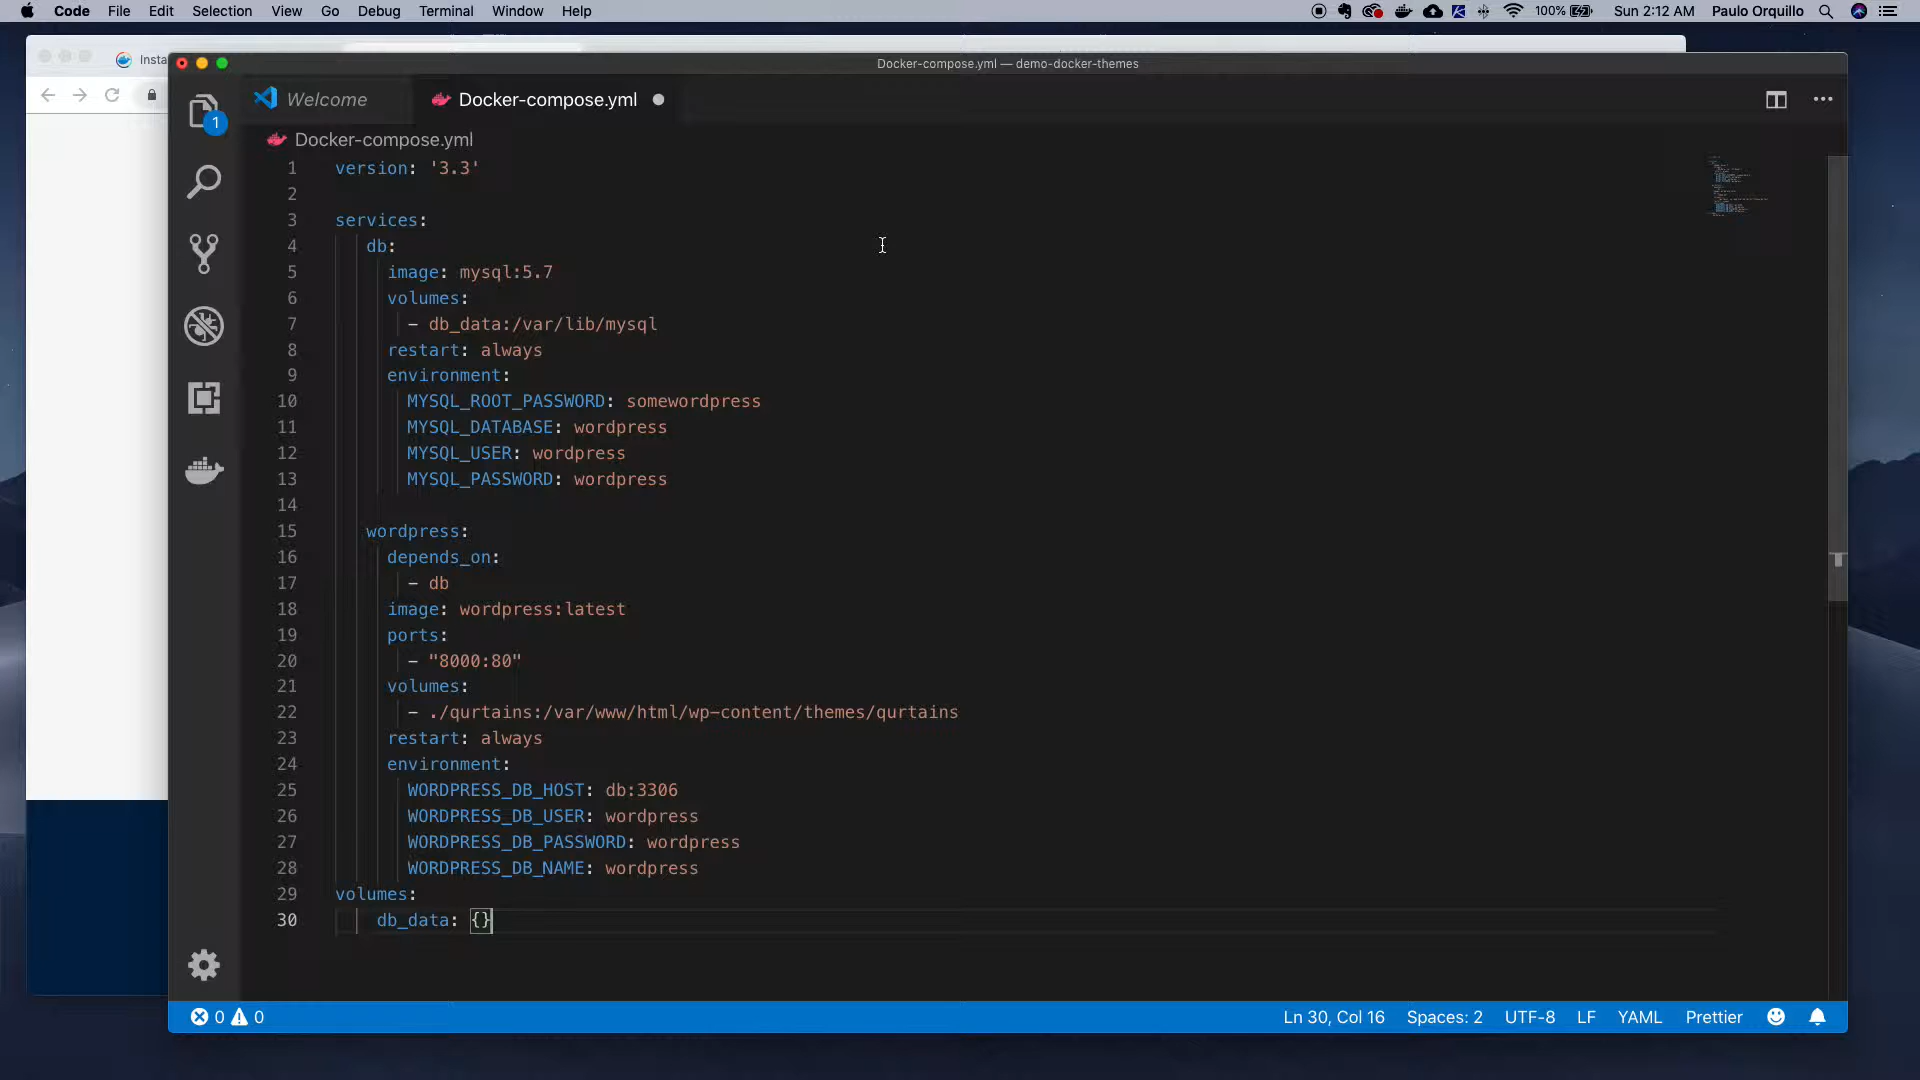 Code File Edit Selection View Go Debug Terminal Window Help 100% Sun 2:12 AM Paulo Orquillo
Insta
Docker-compose.yml — demo-docker-themes
Welcome Docker-compose.yml
1
Docker-compose.yml
1 version: '3.3'
2
3 services:
4 db:
5 image: mysql:5.7
6 volumes:
7 - db_data:/var/lib/mysql
8 restart: always
9 environment:
10 MYSQL_ROOT_PASSWORD: somewordpress
11 MYSQL_DATABASE: wordpress
12 MYSQL_USER: wordpress
13 MYSQL_PASSWORD: wordpress
14
15 wordpress:
16 depends_on:
17 - db
18 image: wordpress:latest
19 ports:
20 - "8000:80"
21 volumes:
22 - ./qurtains:/var/www/html/wp-content/themes/qurtains
23 restart: always
24 environment:
25 WORDPRESS_DB_HOST: db:3306
26 WORDPRESS_DB_USER: wordpress
27 WORDPRESS_DB_PASSWORD: wordpress
28 WORDPRESS_DB_NAME: wordpress
29 volumes:
30 db_data: {}
0 0 Ln 30, Col 16 Spaces: 2 UTF-8 LF YAML Prettier